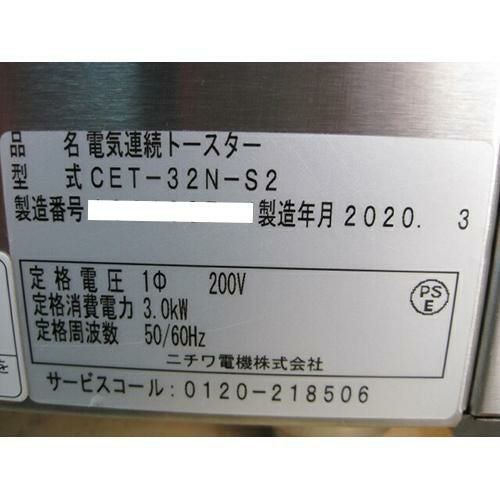 品 名 電気連続トースター
型 式 CET-32N-S2
製造番号 製造年月 2020. 3
定格電圧 1Φ 200V
定格消費電力 3.0kW
定格周波数 50/60Hz
PS
E
ニチワ電機株式会社
サービスコール:0120-218506
を